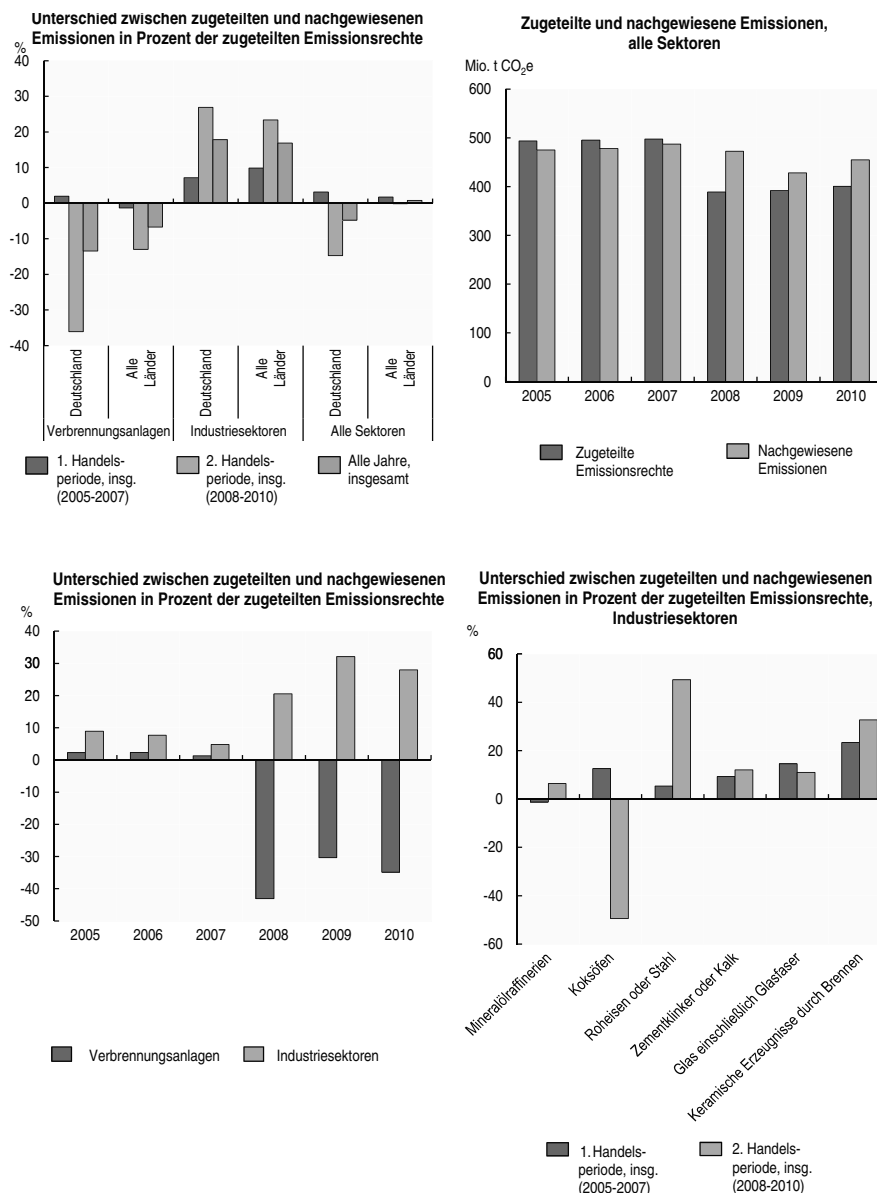 Unterschied zwischen zugeteilten und nachgewiesenen
Emissionen in Prozent der zugeteilten Emissionsrechte
%
40
30
20
10
0
-10
-20
-30
-40
Deutschland
Alle
Länder
Deutschland
Alle
Länder
Deutschland
Alle
Länder
Verbrennungsanlagen
Industriesektoren
Alle Sektoren
1. Handels-
periode, insg.
(2005-2007)
2. Handels-
periode, insg.
(2008-2010)
Alle Jahre,
insgesamt
Zugeteilte und nachgewiesene Emissionen,
alle Sektoren
Mio. t CO₂e
600
500
400
300
200
100
0
2005 2006 2007 2008 2009 2010
Zugeteilte
Emissionsrechte
Nachgewiesene
Emissionen
Unterschied zwischen zugeteilten und nachgewiesenen
Emissionen in Prozent der zugeteilten Emissionsrechte
%
40
30
20
10
0
-10
-20
-30
-40
-50
2005 2006 2007 2008 2009 2010
Verbrennungsanlagen
Industriesektoren
Unterschied zwischen zugeteilten und nachgewiesenen
Emissionen in Prozent der zugeteilten Emissionsrechte,
Industriesektoren
%
60
40
20
0
-20
-40
-60
Mineralölraffinerien
Koksöfen
Roheisen oder Stahl
Zementklinker oder Kalk
Glas einschließlich Glasfaser
Keramische Erzeugnisse durch Brennen
1. Handels-
periode, insg.
(2005-2007)
2. Handels-
periode, insg.
(2008-2010)